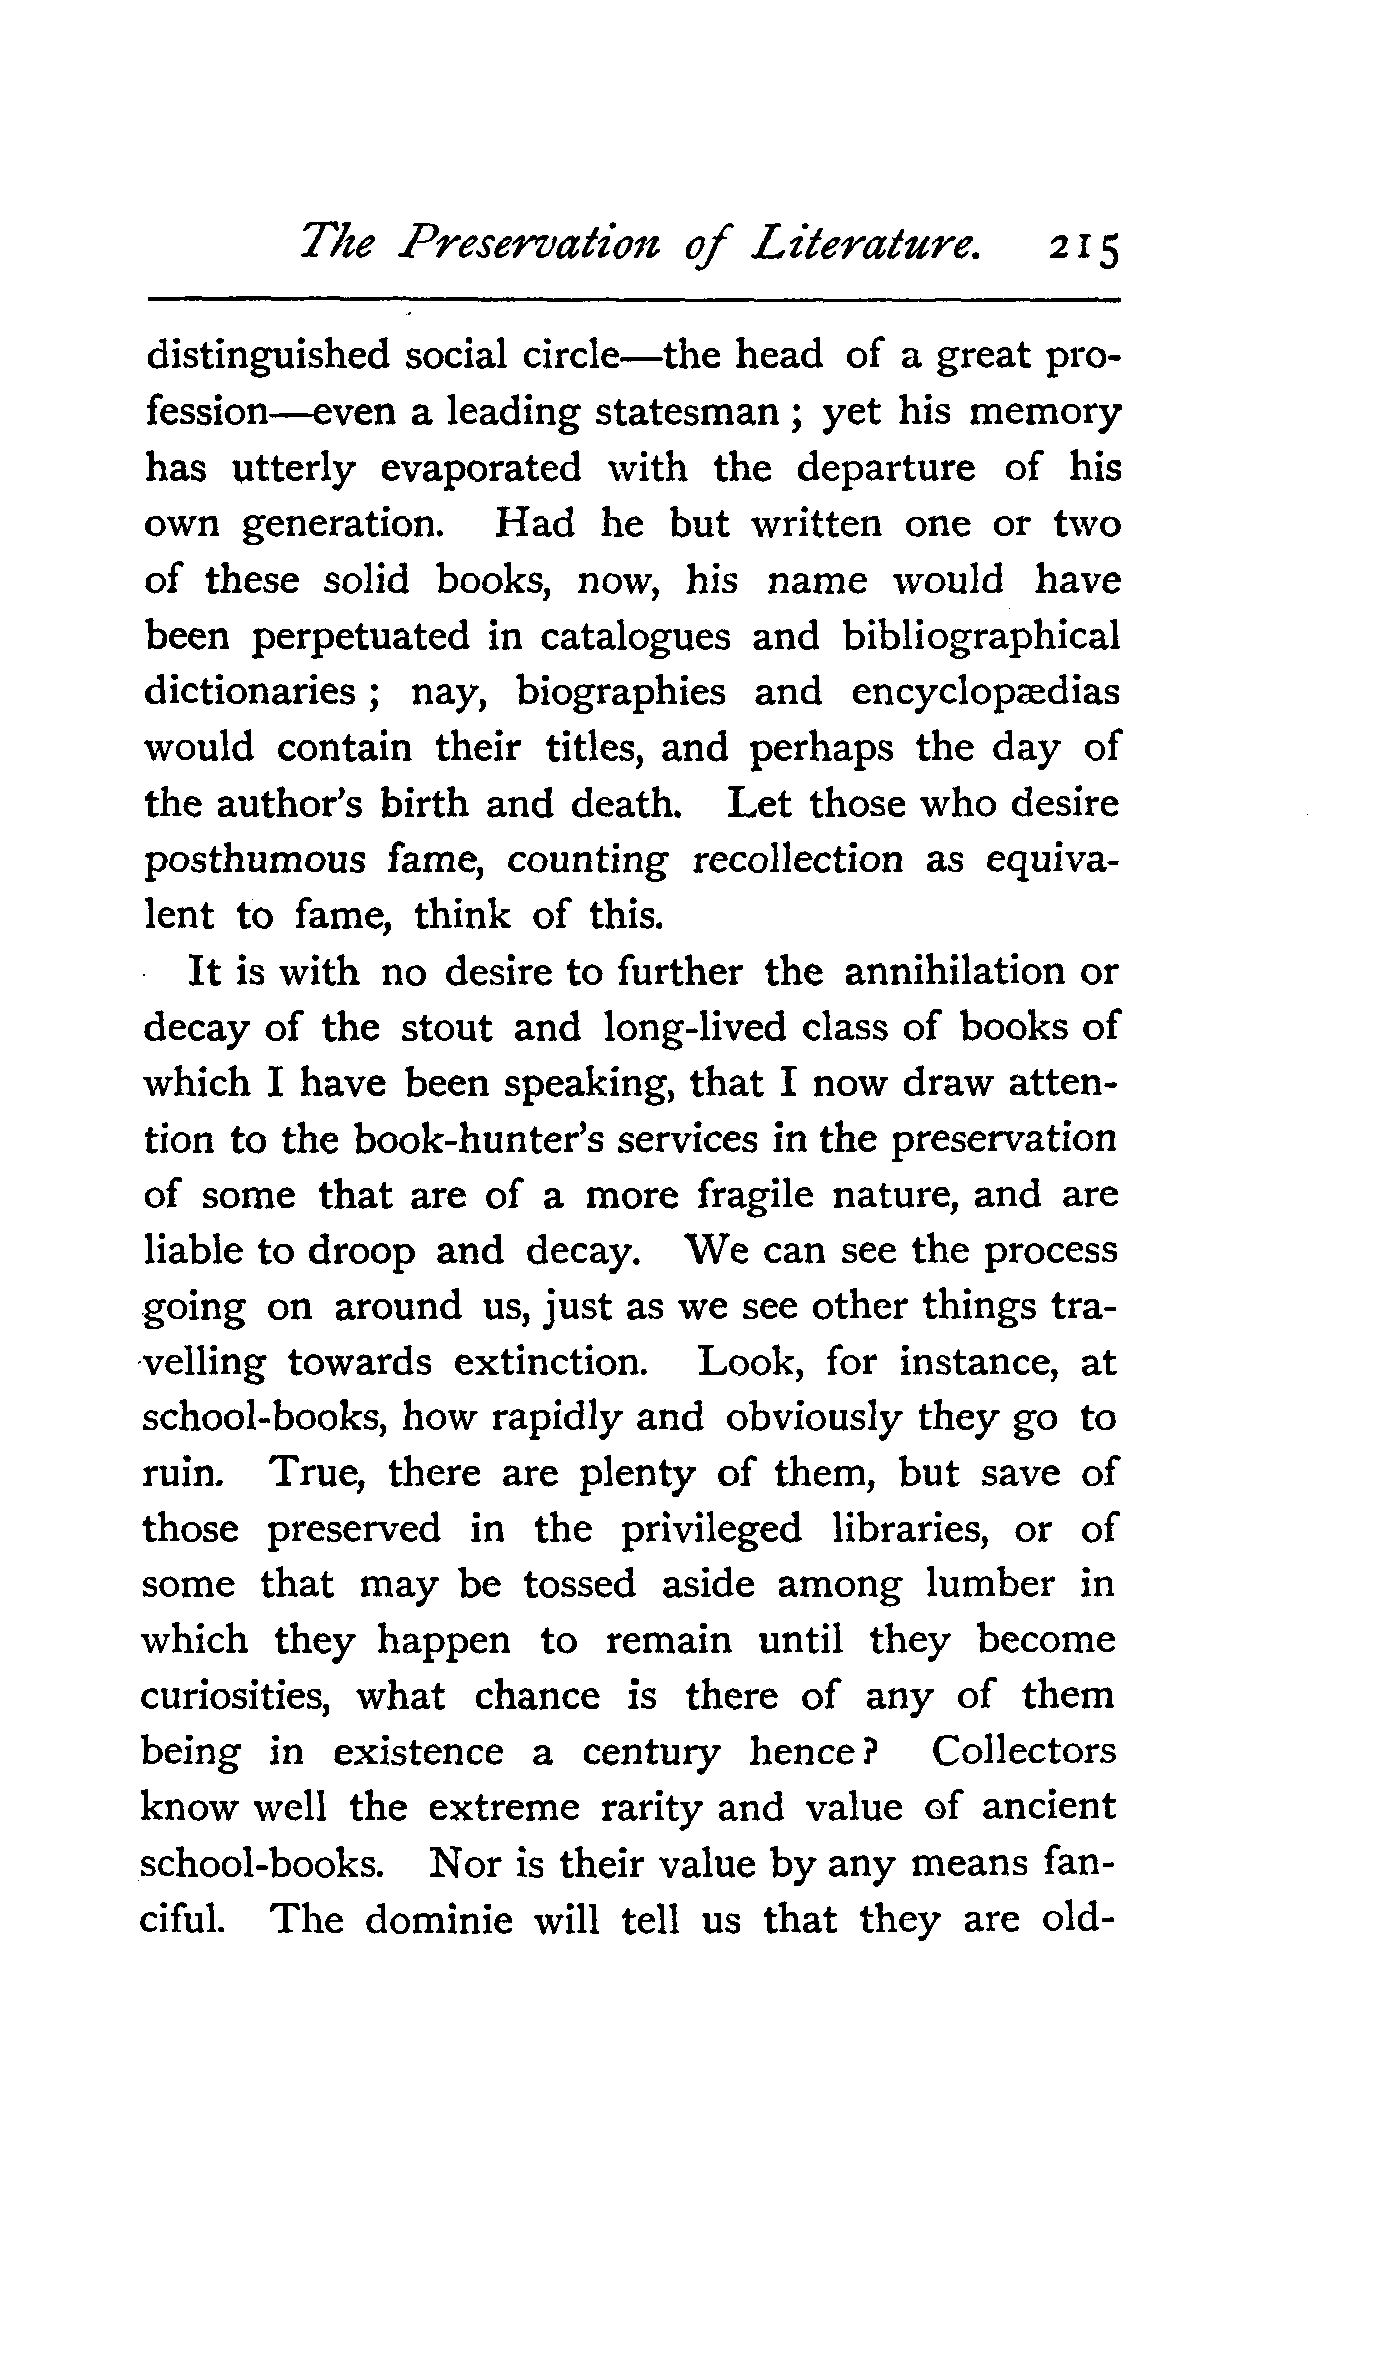 The Preservation of Literature. 215
distinguished social circle—the head of a great pro-
fession—even a leading statesman ; yet his memory
has utterly evaporated with the departure of his
own generation. Had he but written one or two
of these solid books, now, his name would have
been perpetuated in catalogues and bibliographical
dictionaries ; nay, biographies and encyclopædias
would contain their titles, and perhaps the day of
the author's birth and death. Let those who desire
posthumous fame, counting recollection as equiva-
lent to fame, think of this.
It is with no desire to further the annihilation or
decay of the stout and long-lived class of books of
which I have been speaking, that I now draw atten-
tion to the book-hunter's services in the preservation
of some that are of a more fragile nature, and are
liable to droop and decay. We can see the process
going on around us, just as we see other things tra-
velling towards extinction. Look, for instance, at
school-books, how rapidly and obviously they go to
ruin. True, there are plenty of them, but save of
those preserved in the privileged libraries, or of
some that may be tossed aside among lumber in
which they happen to remain until they become
curiosities, what chance is there of any of them
being in existence a century hence ? Collectors
know well the extreme rarity and value of ancient
school-books. Nor is their value by any means fan-
ciful. The dominie will tell us that they are old-